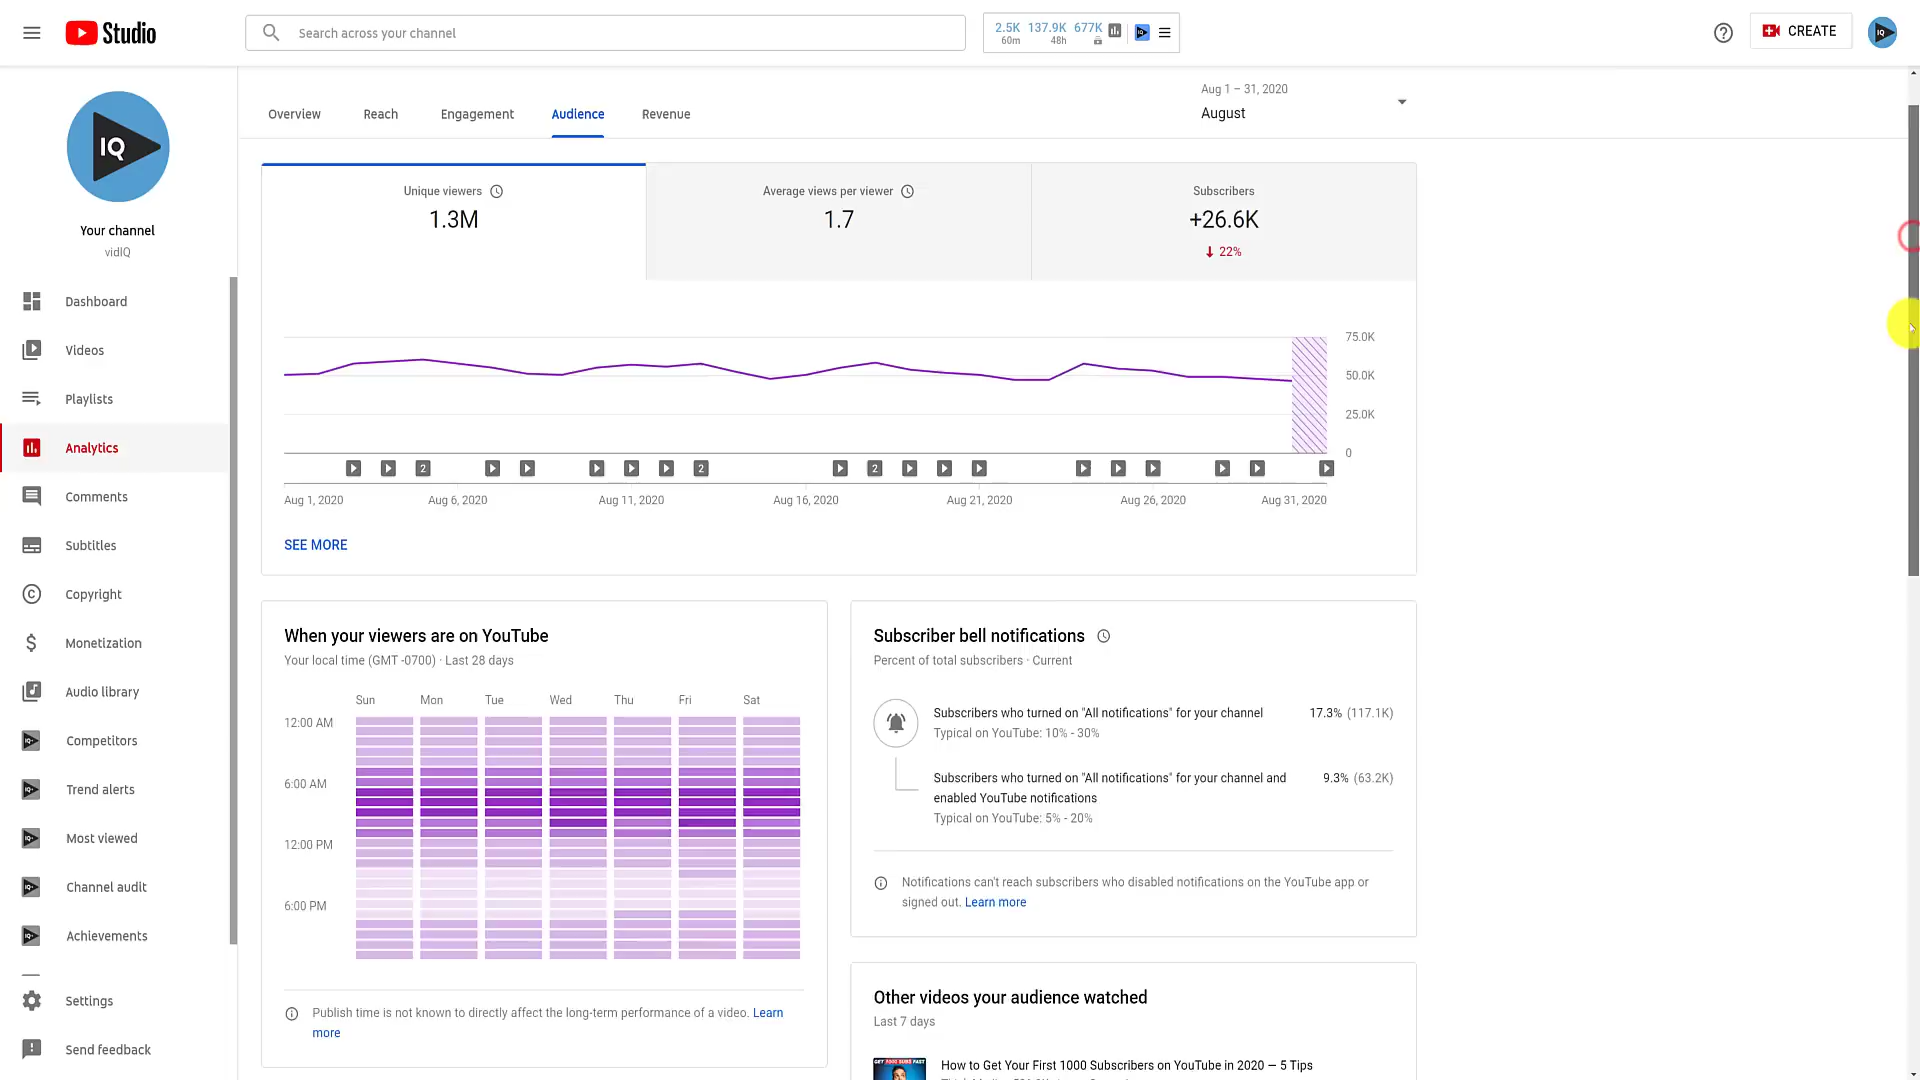 Studio
Search across your channel
2.5K 137.9K 677K
60m 48h
CREATE
IQ
Your channel
vidIQ
Dashboard
Videos
Playlists
Analytics
Comments
Subtitles
Copyright
Monetization
Audio library
Competitors
Trend alerts
Most viewed
Channel audit
Achievements
Settings
Send feedback
Overview Reach Engagement Audience Revenue
Aug 1 – 31, 2020
August
Unique viewers
1.3M
Average views per viewer
1.7
Subscribers
+26.6K
22%
75.0K
50.0K
25.0K
0
2 2 2
Aug 1, 2020 Aug 6, 2020 Aug 11, 2020 Aug 16, 2020 Aug 21, 2020 Aug 26, 2020 Aug 31, 2020
SEE MORE
When your viewers are on YouTube
Your local time (GMT -0700) · Last 28 days
Sun Mon Tue Wed Thu Fri Sat
12:00 AM
6:00 AM
12:00 PM
6:00 PM
Publish time is not known to directly affect the long-term performance of a video. Learn
more
Subscriber bell notifications
Percent of total subscribers · Current
Subscribers who turned on "All notifications" for your channel 17.3% (117.1K)
Typical on YouTube: 10% - 30%
Subscribers who turned on "All notifications" for your channel and 9.3% (63.2K)
enabled YouTube notifications
Typical on YouTube: 5% - 20%
Notifications can't reach subscribers who disabled notifications on the YouTube app or
signed out. Learn more
Other videos your audience watched
Last 7 days
How to Get Your First 1000 Subscribers on YouTube in 2020 — 5 Tips